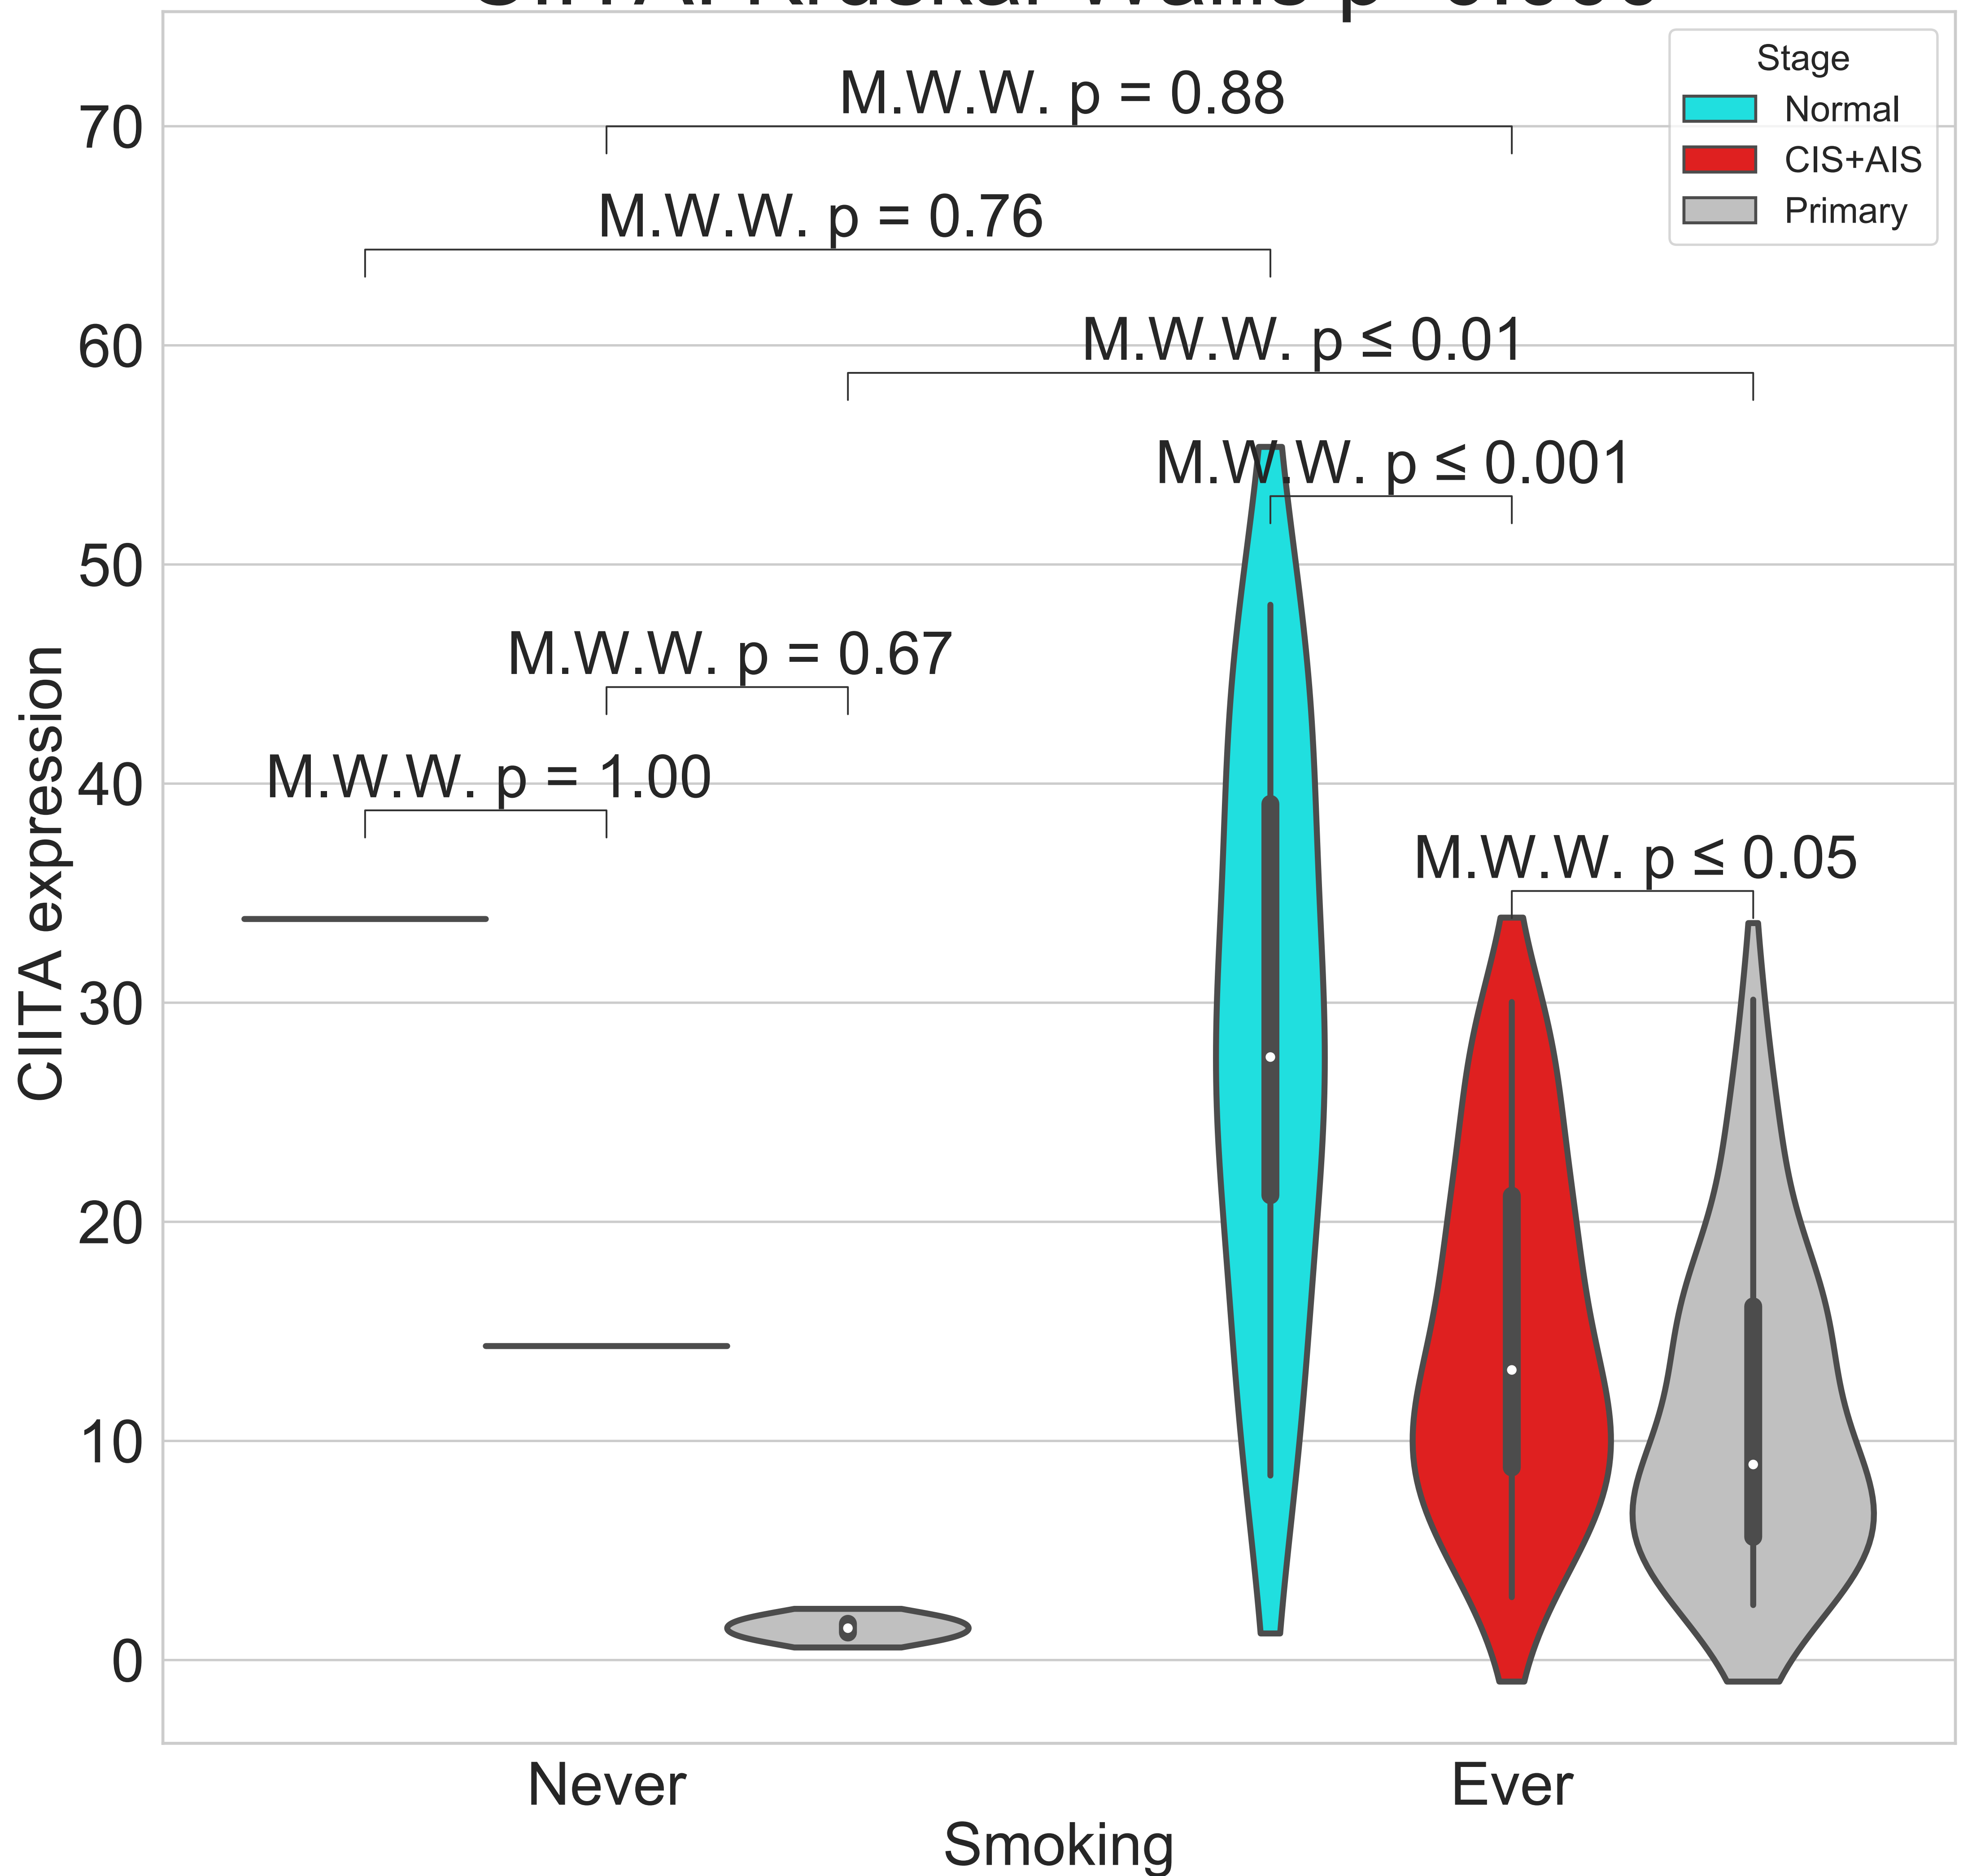 Stage
Normal
CIS+AIS
Primary
M.W.W. p = 0.88
M.W.W. p = 0.76
M.W.W. p ≤ 0.01
M.W.W. p ≤ 0.001
M.W.W. p = 0.67
M.W.W. p = 1.00
M.W.W. p ≤ 0.05
CIITA expression
70
60
50
40
30
20
10
0
Never
Ever
Smoking